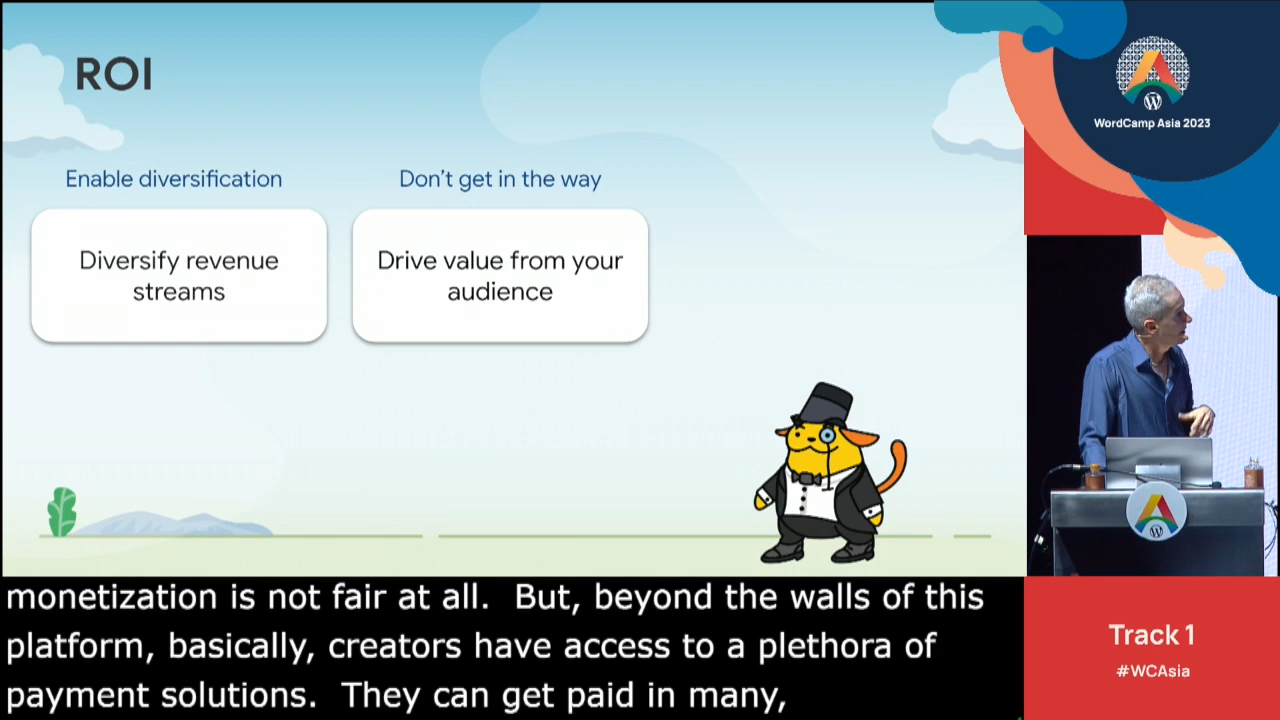 ROI
Enable diversification
Don't get in the way
Diversify revenue
streams
Drive value from your
audience
WordCamp Asia 2023
monetization is not fair at all.  But, beyond the walls of this
platform, basically, creators have access to a plethora of
payment solutions.  They can get paid in many,
Track 1
#WCAsia